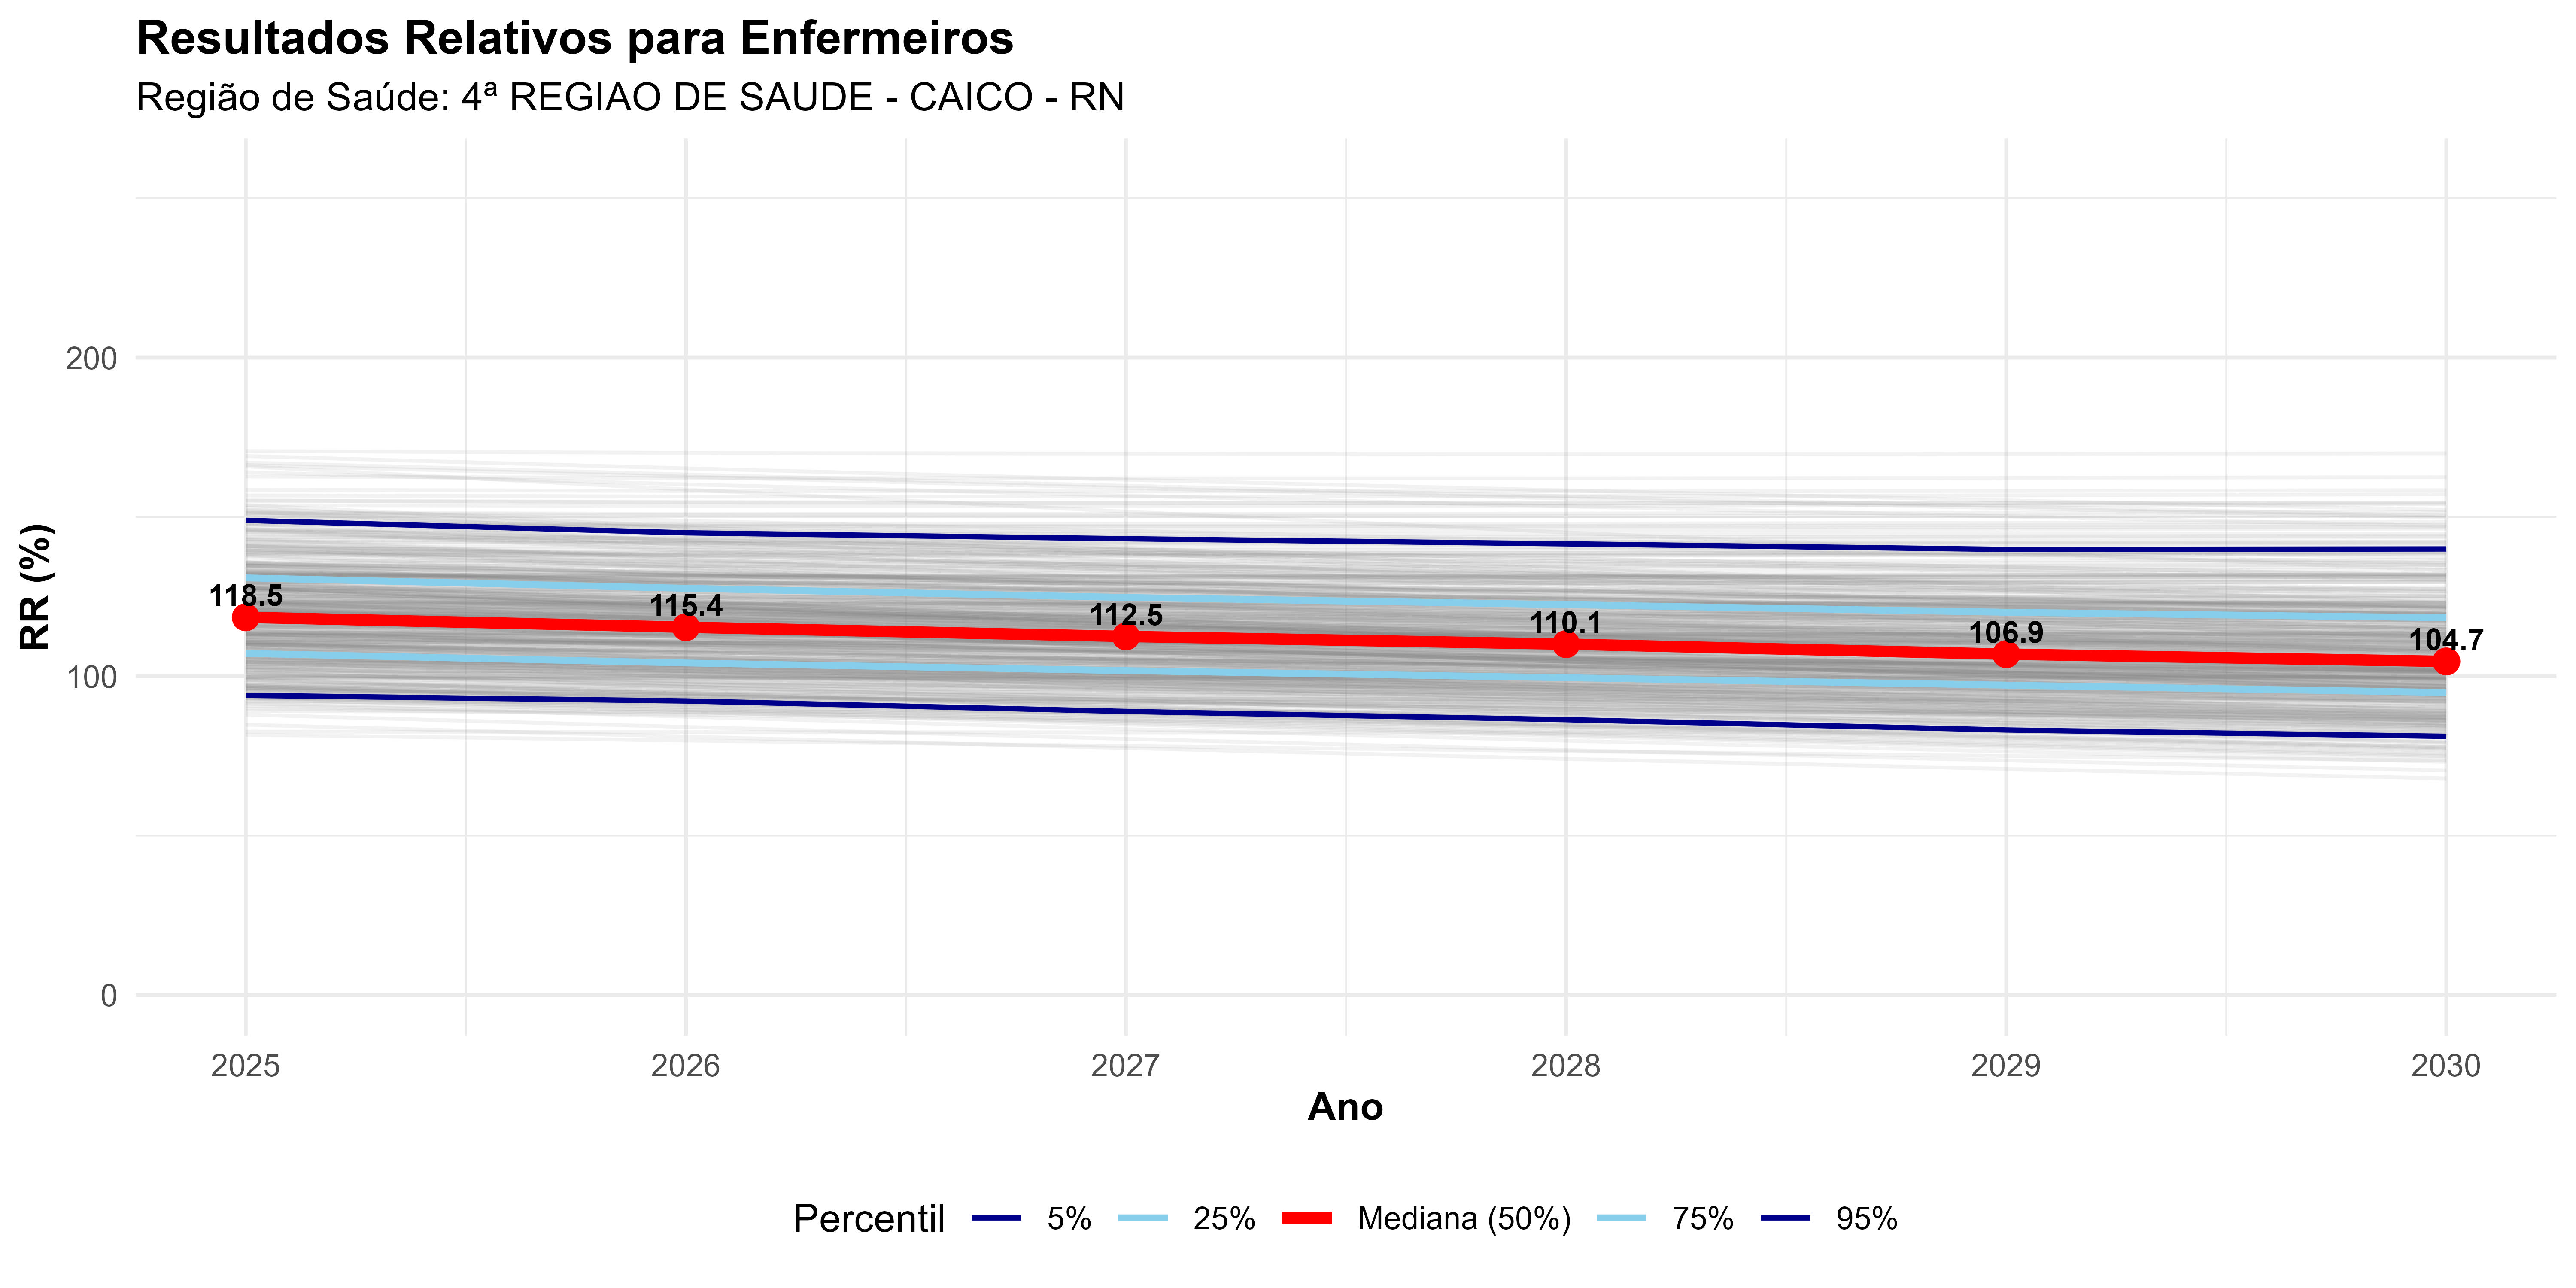 Resultados Relativos para Enfermeiros
Região de Saúde: 4ª REGIAO DE SAUDE - CAICO - RN
RR (%)
200
100
0
118.5
115.4
112.5
110.1
106.9
104.7
2025 2026 2027 2028 2029 2030
Ano
Percentil 5% 25% Mediana (50%) 75% 95%